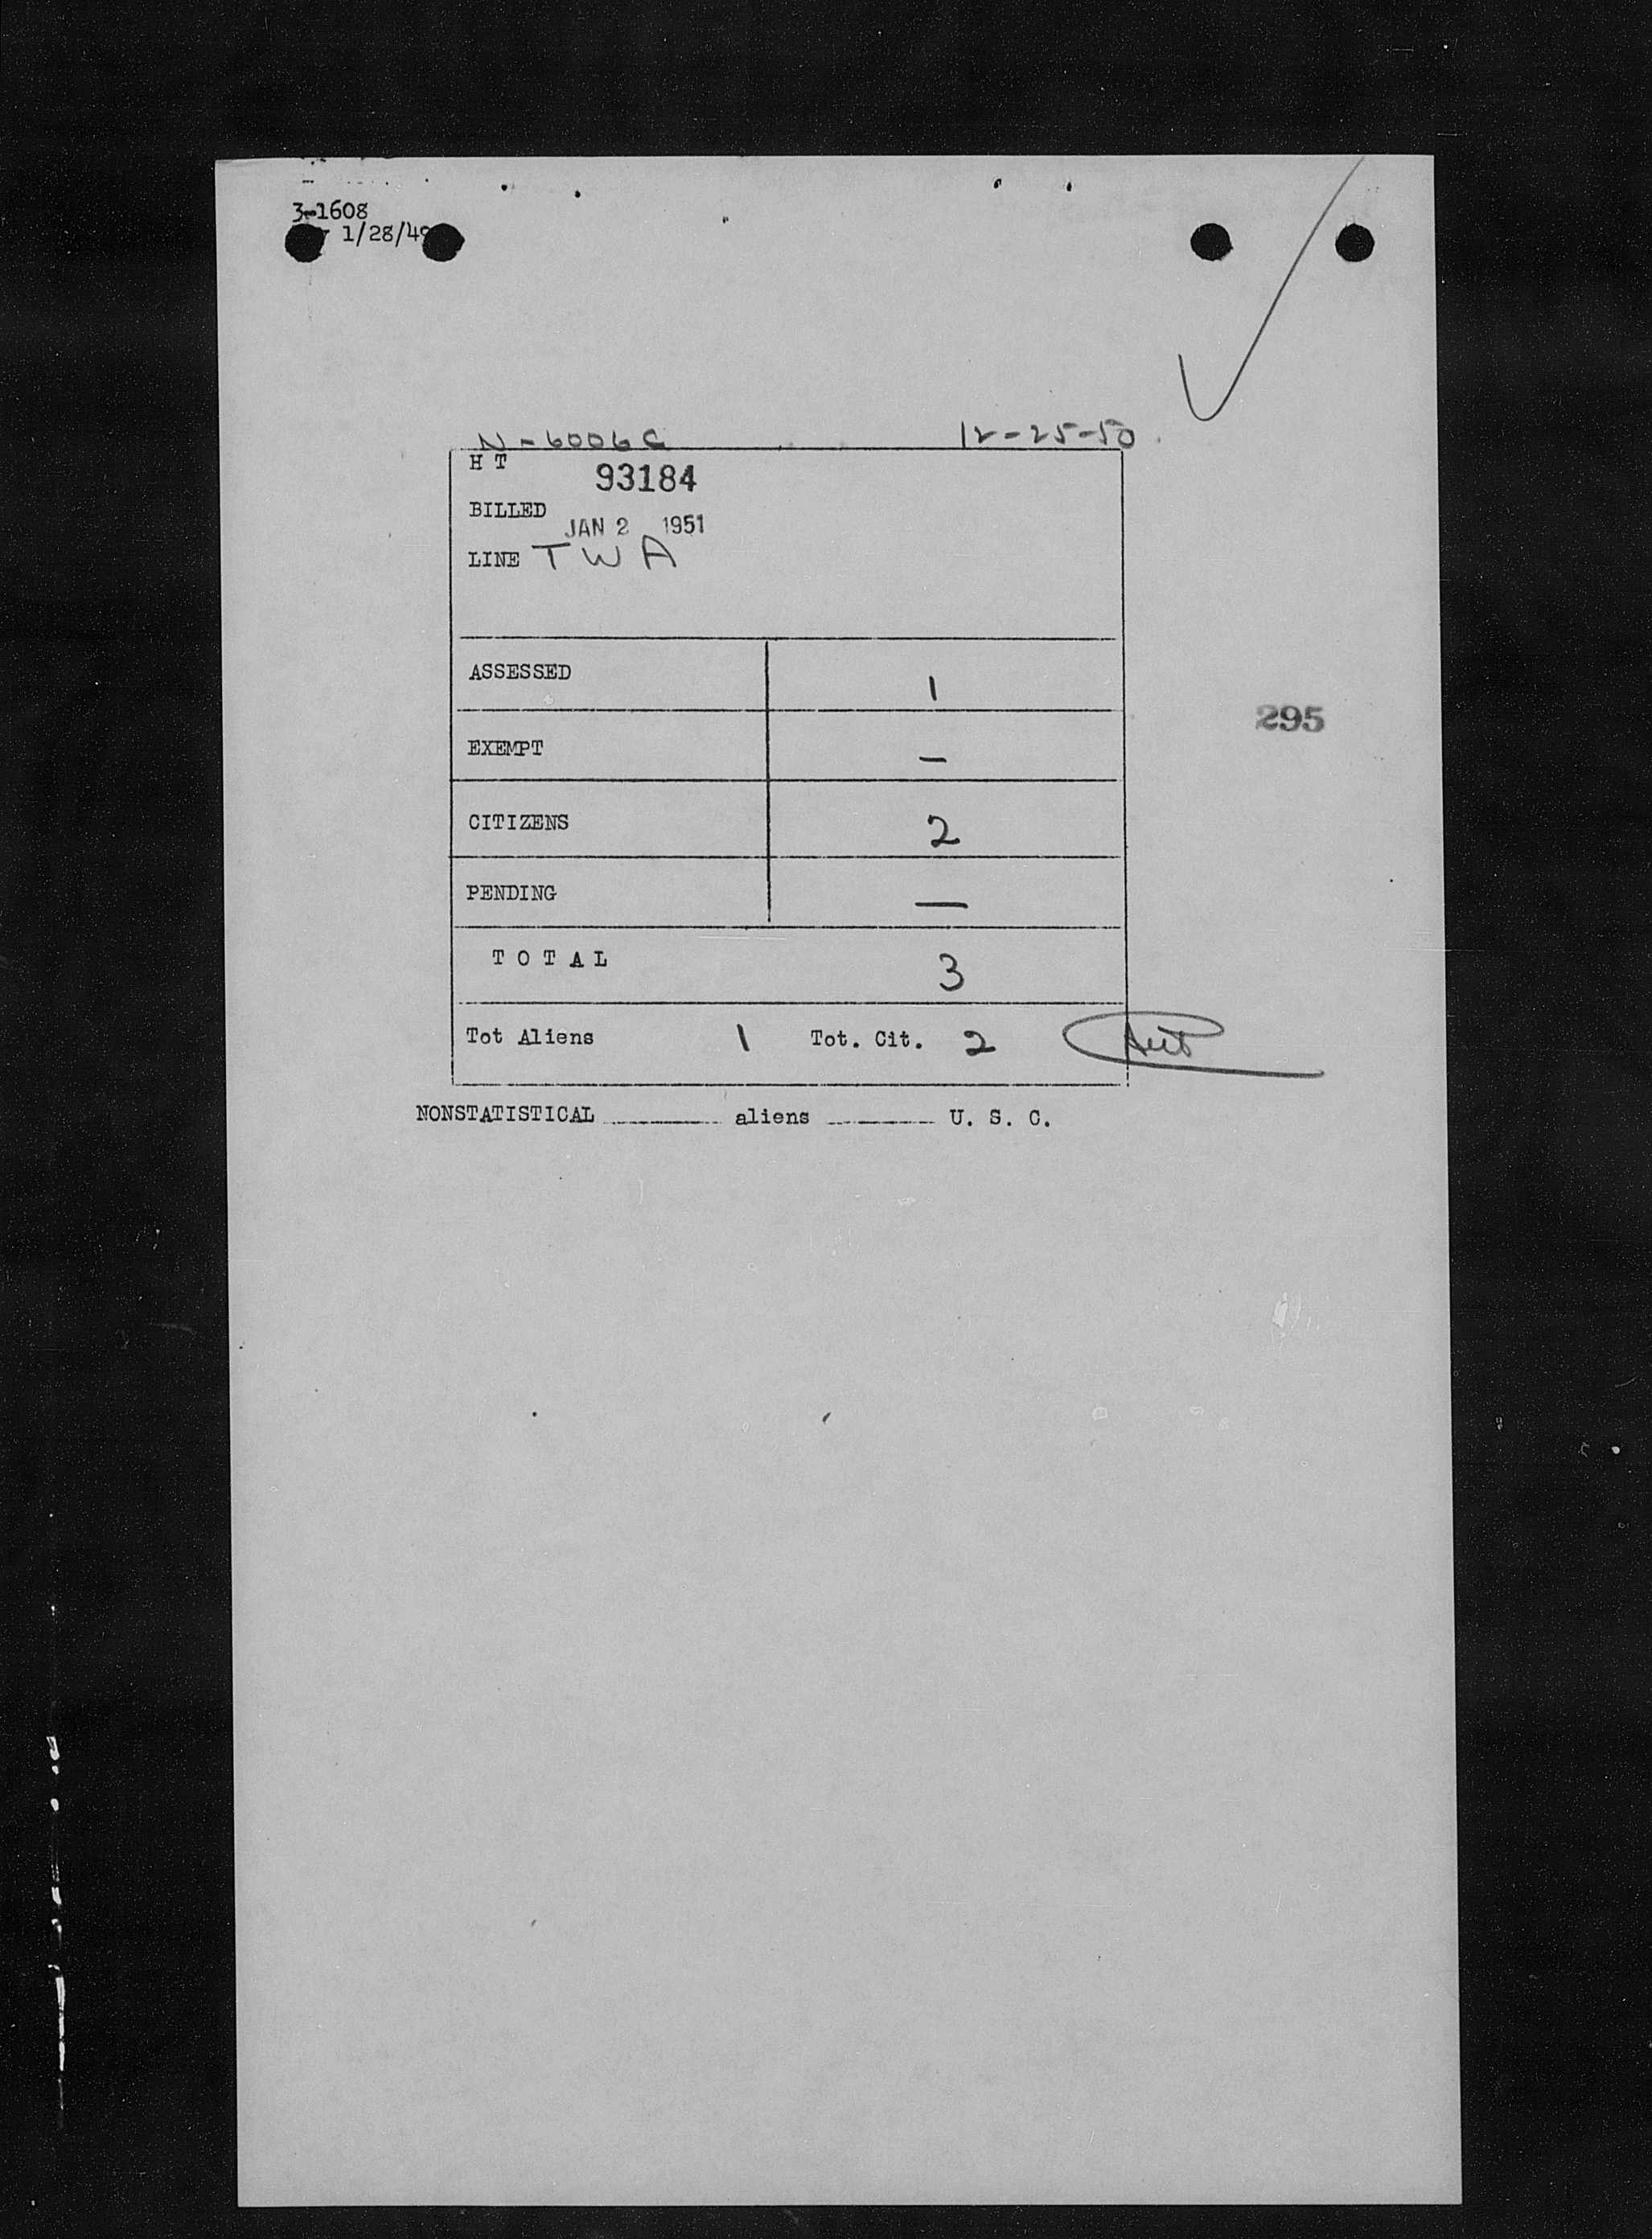 3-1608
1/28/49
N-6006C 12-25-50
H T 93184
BILLED JAN 2 1951
LINE TWA
ASSESSED 1
295
EXEMPT —
CITIZENS 2
PENDING —
T O T A L 3
Tot Aliens 1 Tot. Cit. 2
NONSTATISTICAL aliens U. S. C.